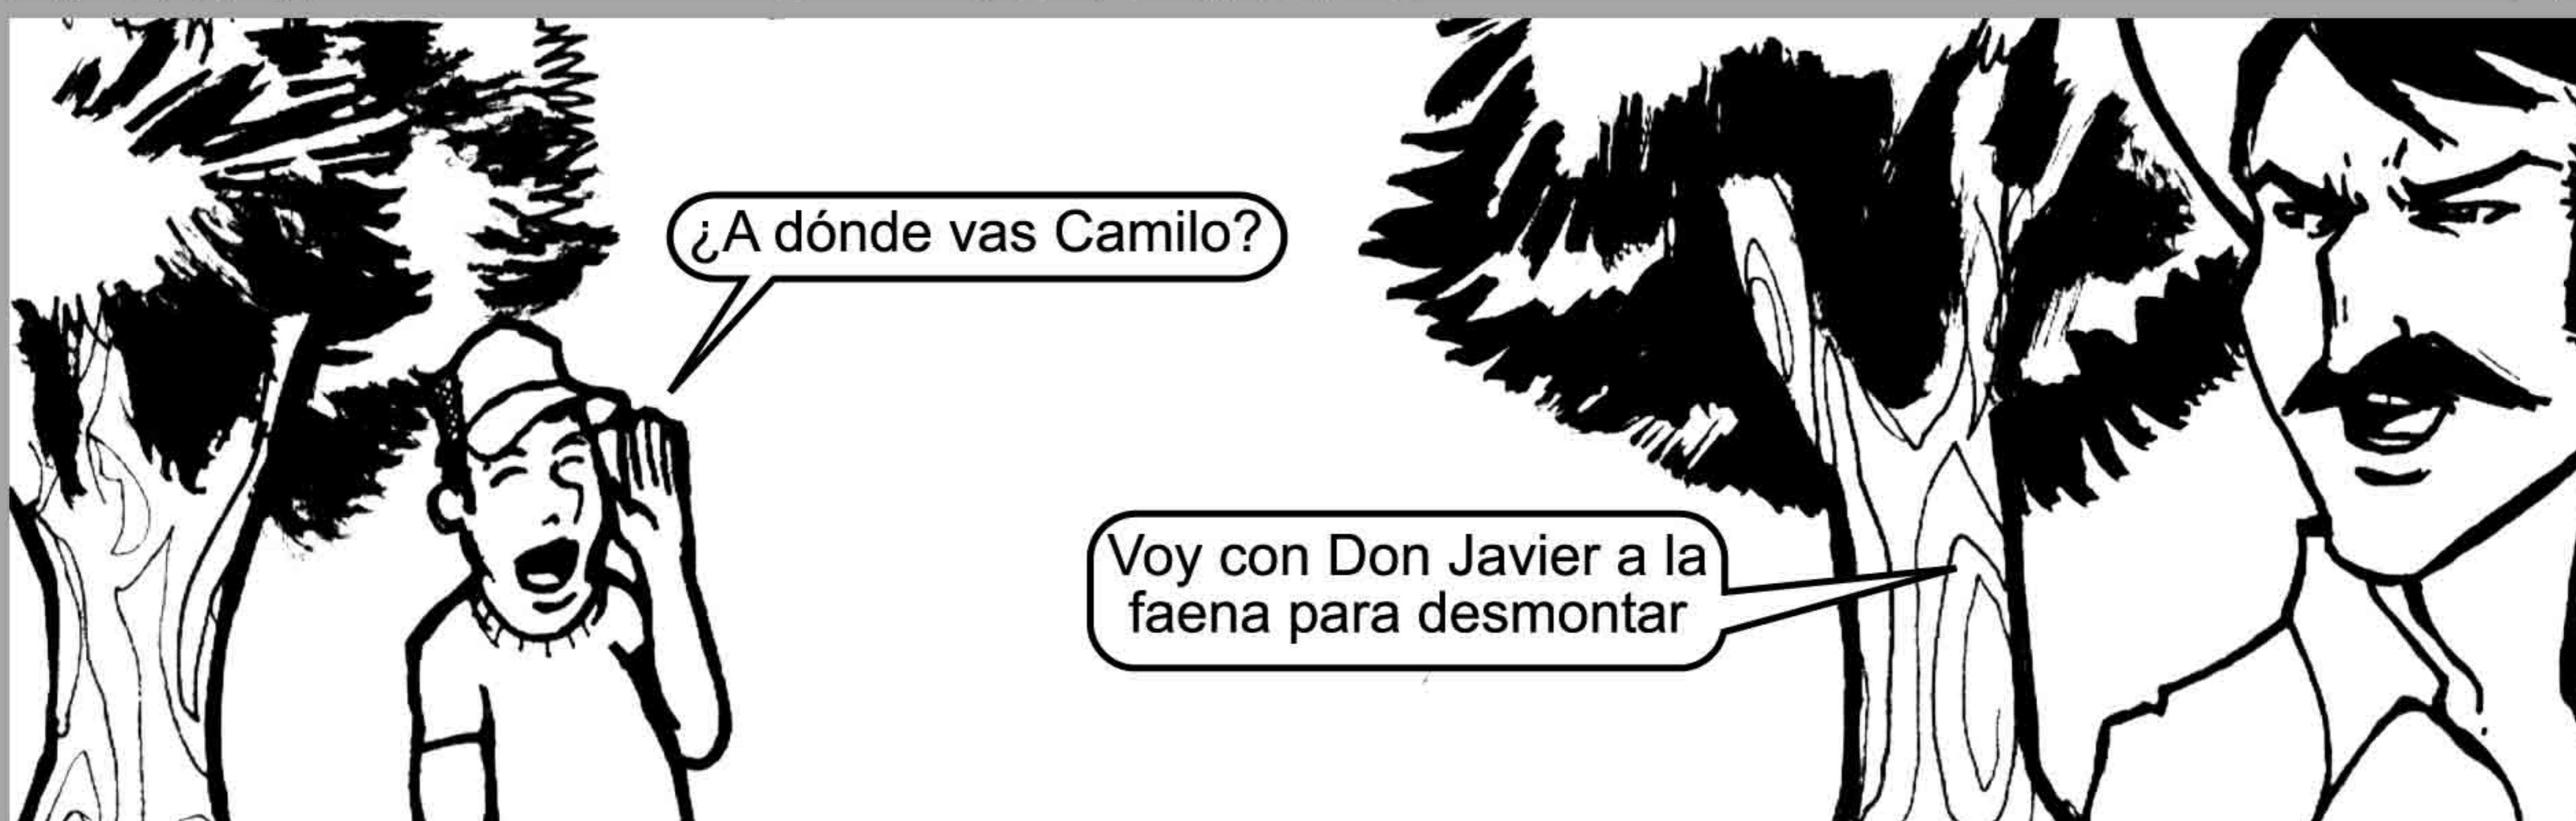 ¿A dónde vas Camilo?
Voy con Don Javier a la
faena para desmontar